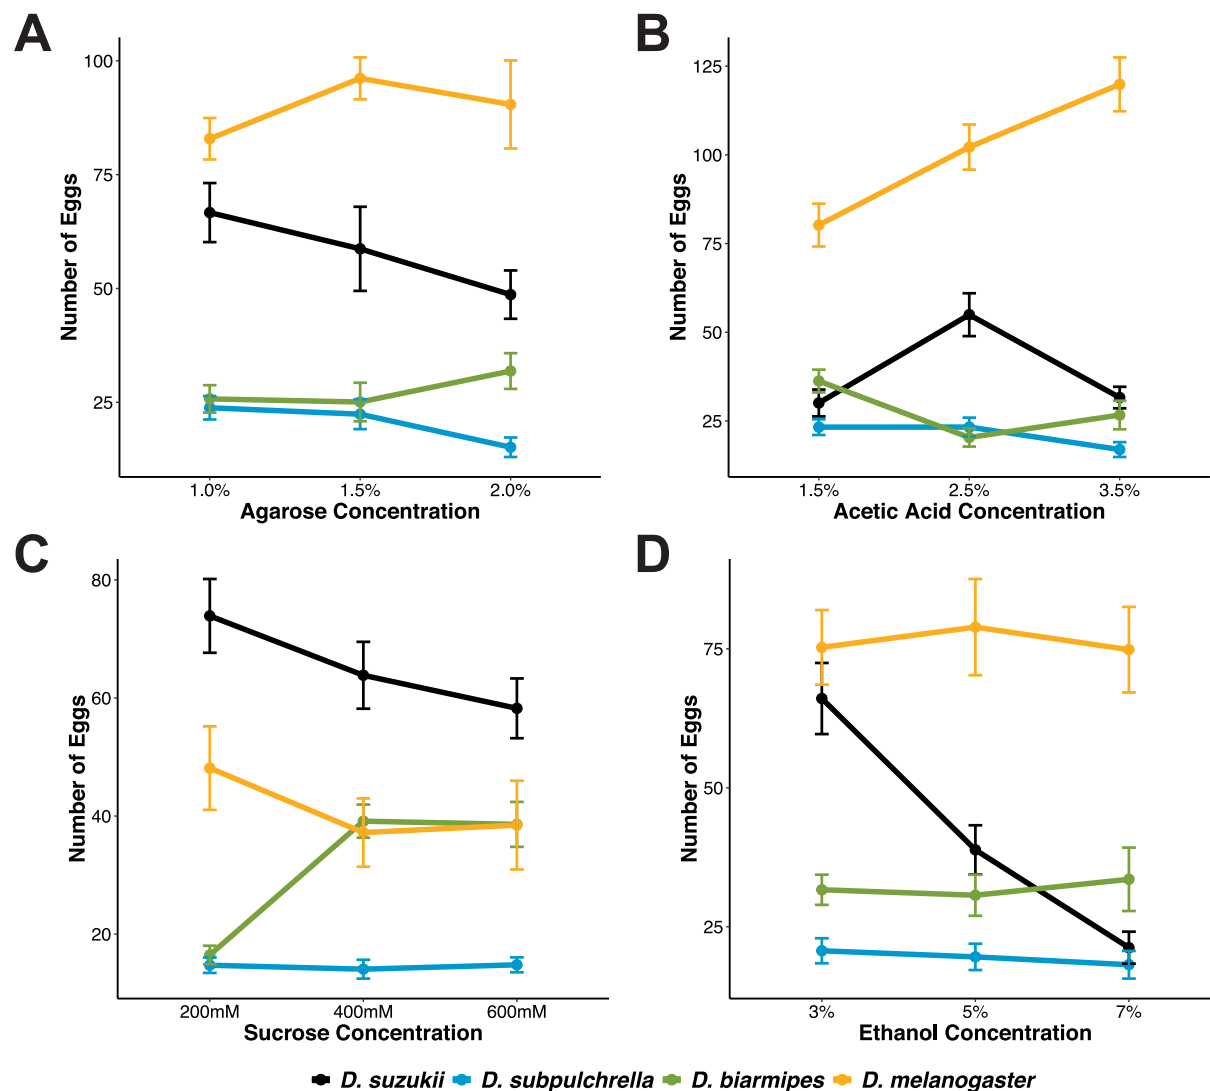 A
Number of Eggs
100
75
50
25
1.0% 1.5% 2.0%
Agarose Concentration
B
Number of Eggs
125
100
75
50
25
1.5% 2.5% 3.5%
Acetic Acid Concentration
C
Number of Eggs
80
60
40
20
200mM 400mM 600mM
Sucrose Concentration
D
Number of Eggs
75
50
25
3% 5% 7%
Ethanol Concentration
D. suzukii D. subpulchrella D. biarmipes D. melanogaster